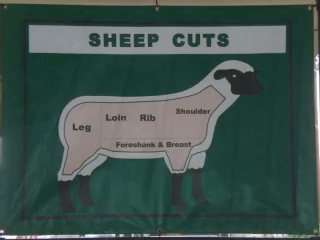 SHEEP CUTS
Leg
Loin
Rib
Shoulder
Foreshank & Breast